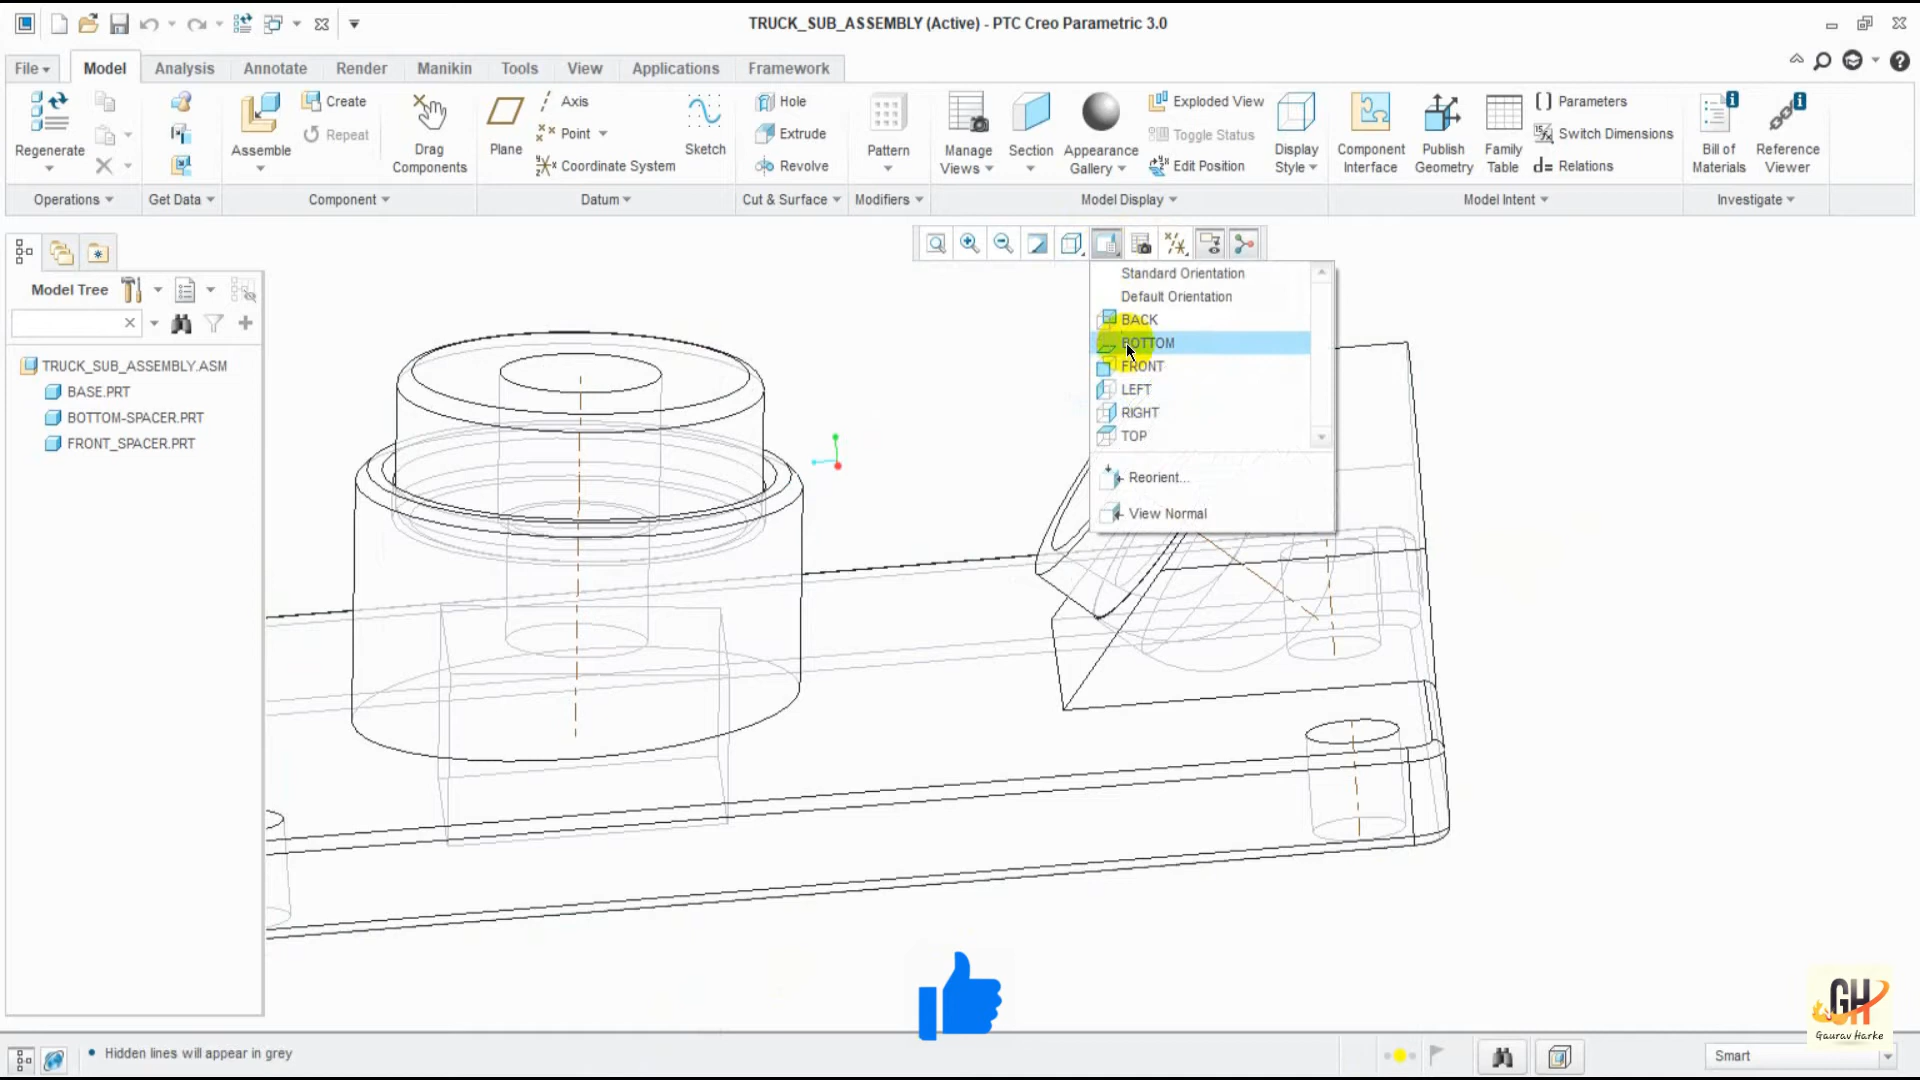 TRUCK_SUB_ASSEMBLY (Active) - PTC Creo Parametric 3.0
File Model Analysis Annotate Render Manikin Tools View Applications Framework
Regenerate
Operations
Get Data
Assemble
Create
Repeat
Drag
Components
Component
Plane
Axis
Point
Coordinate System
Sketch
Datum
Hole
Extrude
Revolve
Cut & Surface
Pattern
Modifiers
Manage
Views
Section
Appearance
Gallery
Exploded View
Toggle Status
Edit Position
Display
Style
Model Display
Component
Interface
Publish
Geometry
Family
Table
Parameters
Switch Dimensions
d= Relations
Model Intent
Bill of
Materials
Reference
Viewer
Investigate
Model Tree
TRUCK_SUB_ASSEMBLY.ASM
BASE.PRT
BOTTOM-SPACER.PRT
FRONT_SPACER.PRT
Standard Orientation
Default Orientation
BACK
BOTTOM
FRONT
LEFT
RIGHT
TOP
Reorient...
View Normal
GH
Gaurav Harke
Hidden lines will appear in grey
Smart